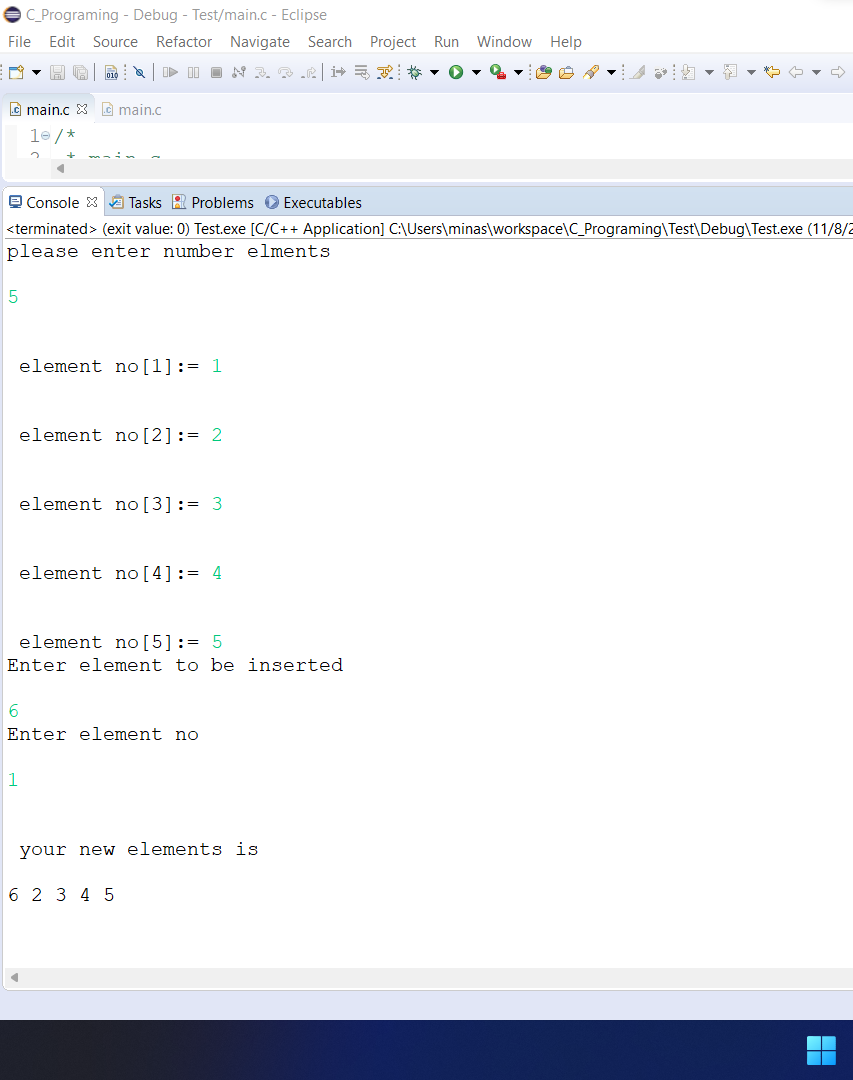 C_Programing - Debug - Test/main.c - Eclipse
File Edit Source Refactor Navigate Search Project Run Window Help
main.c main.c
1 /*
2 * main.c
Console Tasks Problems Executables
<terminated> (exit value: 0) Test.exe [C/C++ Application] C:\Users\minas\workspace\C_Programing\Test\Debug\Test.exe (11/8/2
please enter number elments
5
element no[1]:= 1
element no[2]:= 2
element no[3]:= 3
element no[4]:= 4
element no[5]:= 5
Enter element to be inserted
6
Enter element no
1
your new elements is
6 2 3 4 5